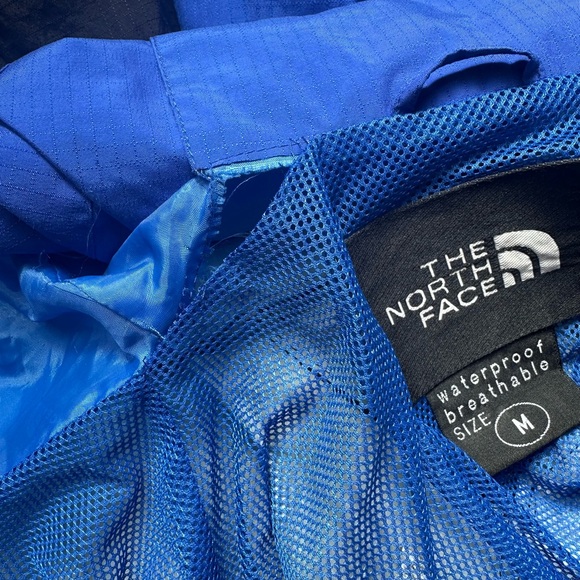 THE
NORTH
FACE
waterproof
breathable
SIZE M